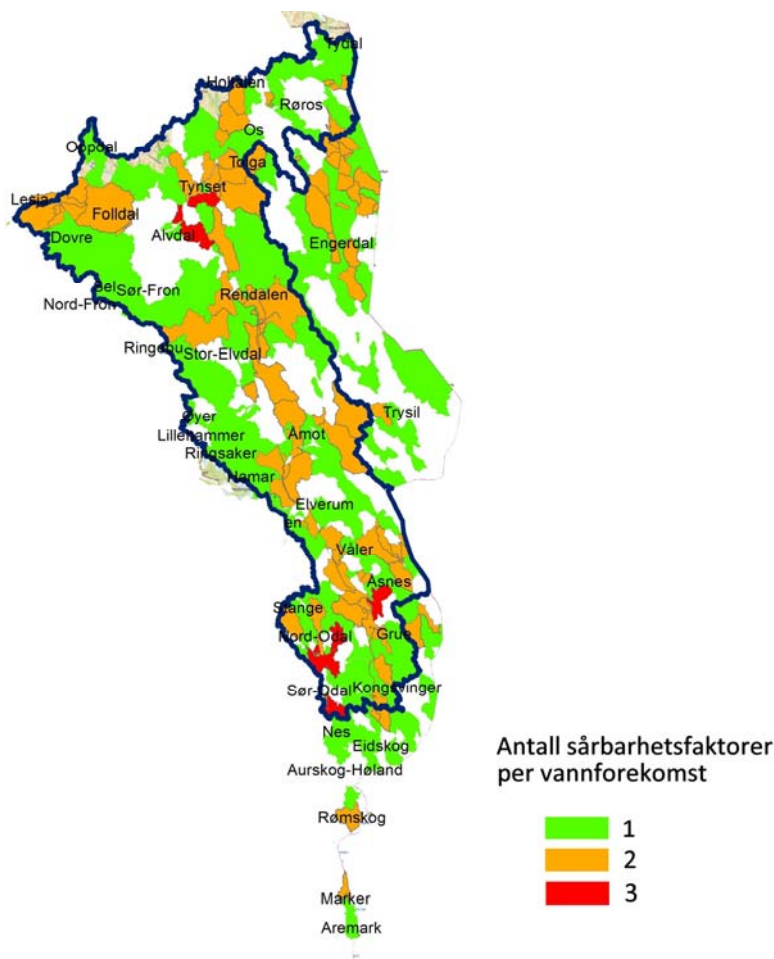 Tydal
Holtålen
Røros
Os
Oppdal
Tolga
Tynset
Lesja
Folldal
Dovre
Alvdal
Engerdal
Sel
Sør-Fron
Nord-Fron
Rendalen
Ringebu
Stor-Elvdal
Øyer
Trysil
Lillehammer
Åmot
Ringsaker
Hamar
Elverum
en
Våler
Åsnes
Stange
Nord-Odal
Grue
Sør-Odal
Kongsvinger
Nes
Eidskog
Aurskog-Høland
Rømskog
Marker
Aremark
Antall sårbarhetsfaktorer
per vannforekomst
1
2
3